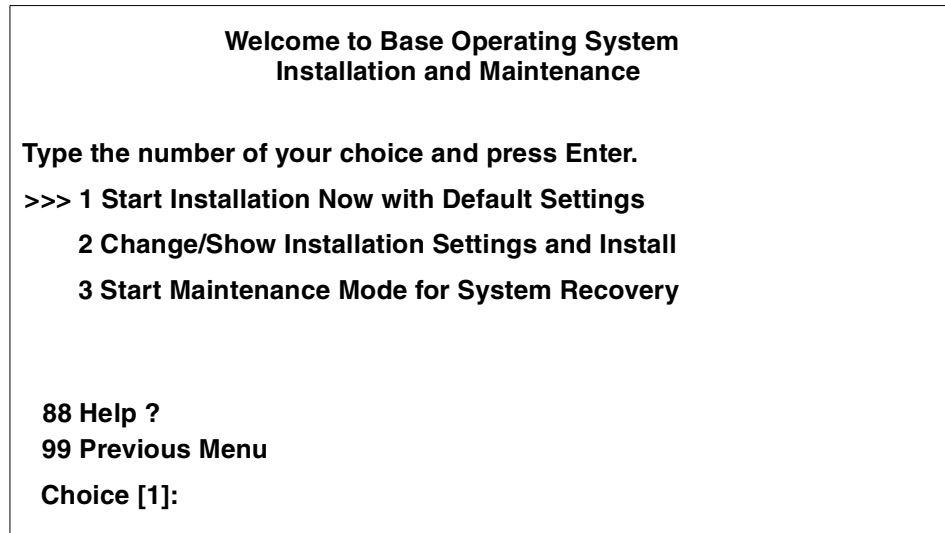 Welcome to Base Operating System
Installation and Maintenance
Type the number of your choice and press Enter.
>>> 1 Start Installation Now with Default Settings
2 Change/Show Installation Settings and Install
3 Start Maintenance Mode for System Recovery
88 Help ?
99 Previous Menu
Choice [1]: